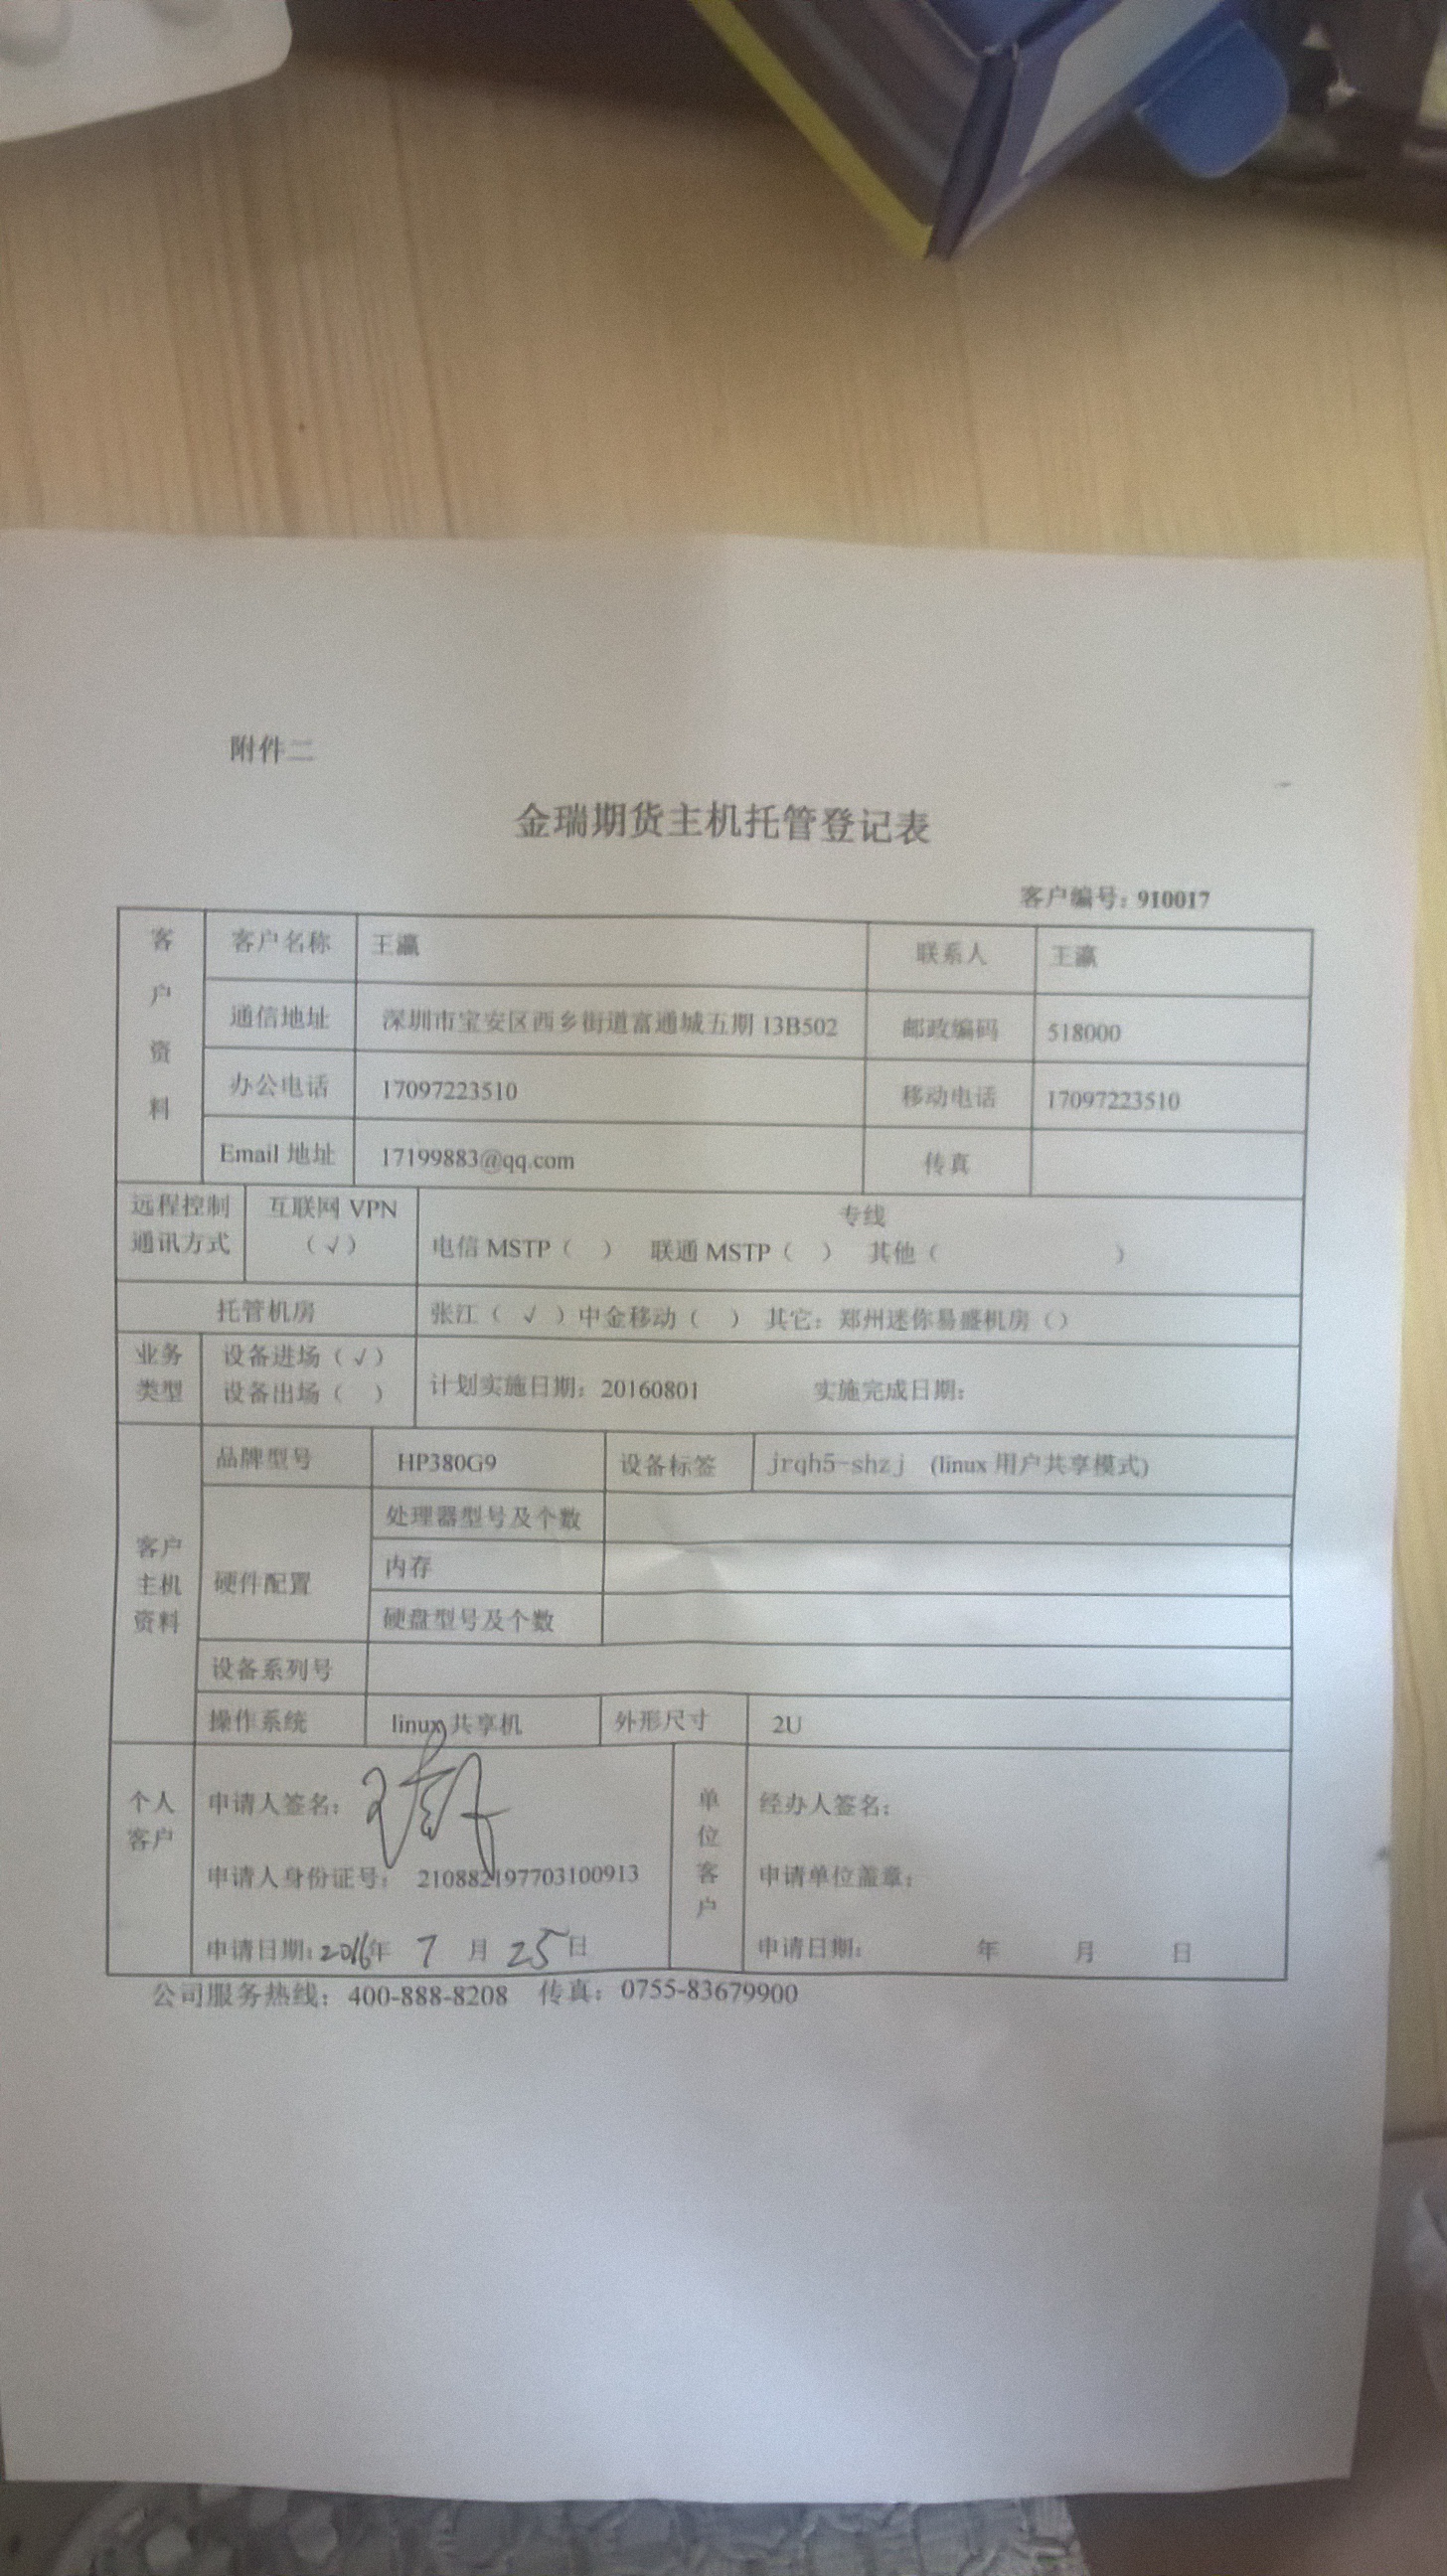 附件二
金瑞期货主机托管登记表
客户编号：910017
客户资料
客户名称 王瀛 联系人 王瀛
通信地址 深圳市宝安区西乡街道富通城五期 13B502 邮政编码 518000
办公电话 17097223510 移动电话 17097223510
Email 地址 17199883@qq.com 传真
远程控制通讯方式 互联网 VPN（√） 专线
电信 MSTP（ ） 联通 MSTP（ ） 其他（ ）
托管机房 张江（ √ ）中金移动（ ） 其它：郑州迷你易盛机房（）
业务类型 设备进场（√）
设备出场（ ） 计划实施日期：20160801 实施完成日期：
客户主机资料
品牌型号 HP380G9 设备标签 jrqh5-shzj (linux 用户共享模式)
硬件配置 处理器型号及个数
内存
硬盘型号及个数
设备系列号
操作系统 linux 共享机 外形尺寸 2U
个人客户 申请人签名： 单位客户 经办人签名：
申请人身份证号： 210882197703100913 申请单位盖章：
申请日期：2016年 7 月 25日 申请日期： 年 月 日
公司服务热线：400-888-8208 传真：0755-83679900